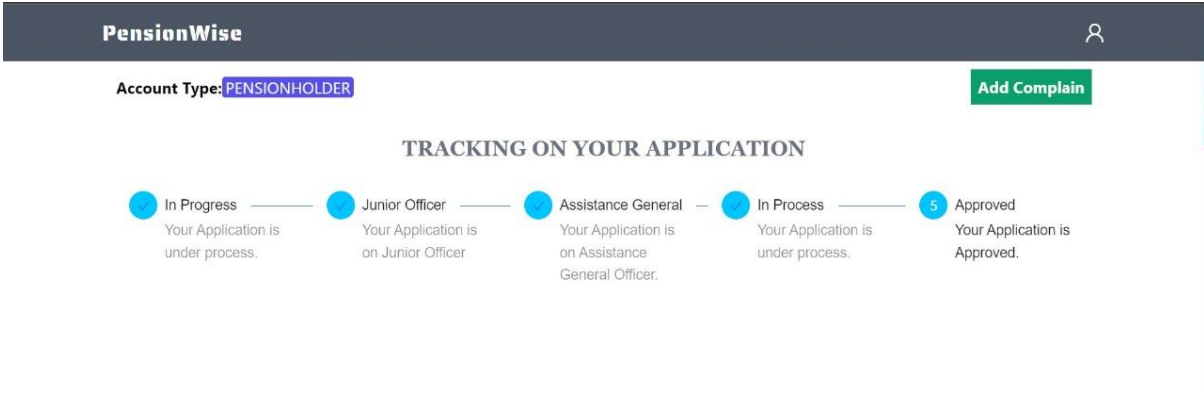 PensionWise
Account Type: PENSIONHOLDER
Add Complain
TRACKING ON YOUR APPLICATION
In Progress
Your Application is
under process.
Junior Officer
Your Application is
on Junior Officer
Assistance General
Your Application is
on Assistance
General Officer.
In Process
Your Application is
under process.
5
Approved
Your Application is
Approved.